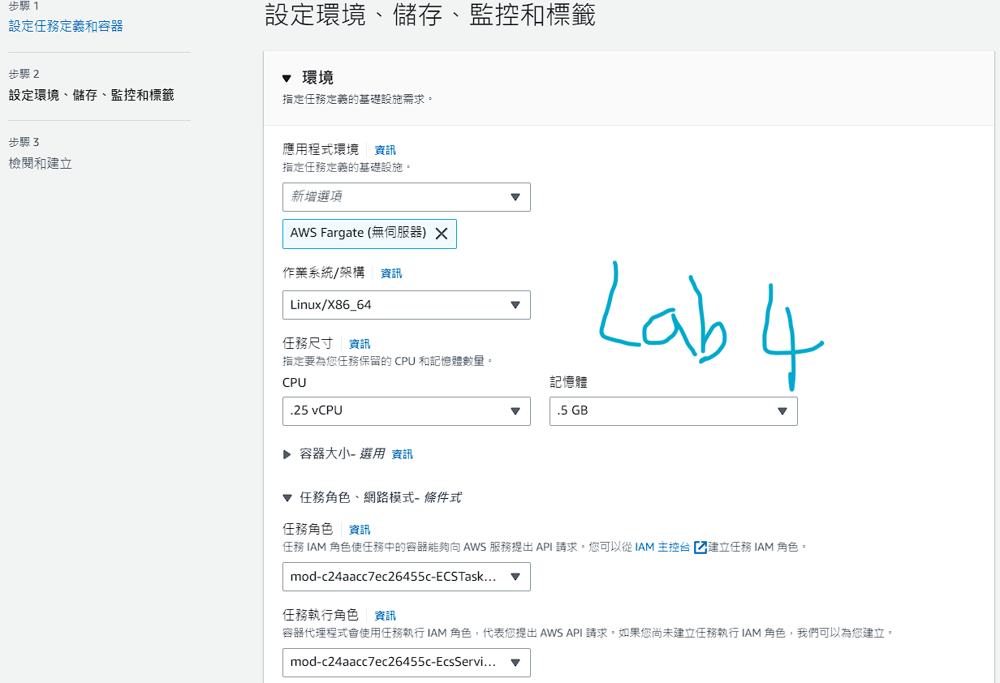 步驟 1
設定任務定義和容器
步驟 2
設定環境、儲存、監控和標籤
步驟 3
檢閱和建立
設定環境、儲存、監控和標籤
環境
指定任務定義的基礎設施需求。
應用程式環境 資訊
指定任務定義的基礎設施。
新增選項
AWS Fargate (無伺服器)
作業系統/架構 資訊
Linux/X86_64
任務尺寸 資訊
指定要為您任務保留的 CPU 和記憶體數量。
CPU 記憶體
.25 vCPU .5 GB
容器大小- 選用 資訊
任務角色、網路模式- 條件式
任務角色 資訊
任務 IAM 角色使任務中的容器能夠向 AWS 服務提出 API 請求。您可以從 IAM 主控台 建立任務 IAM 角色。
mod-c24aacc7ec26455c-ECSTask...
任務執行角色 資訊
容器代理程式會使用任務執行 IAM 角色，代表您提出 AWS API 請求。如果您尚未建立任務執行 IAM 角色，我們可以為您建立。
mod-c24aacc7ec26455c-EcsServi...
Lab 4